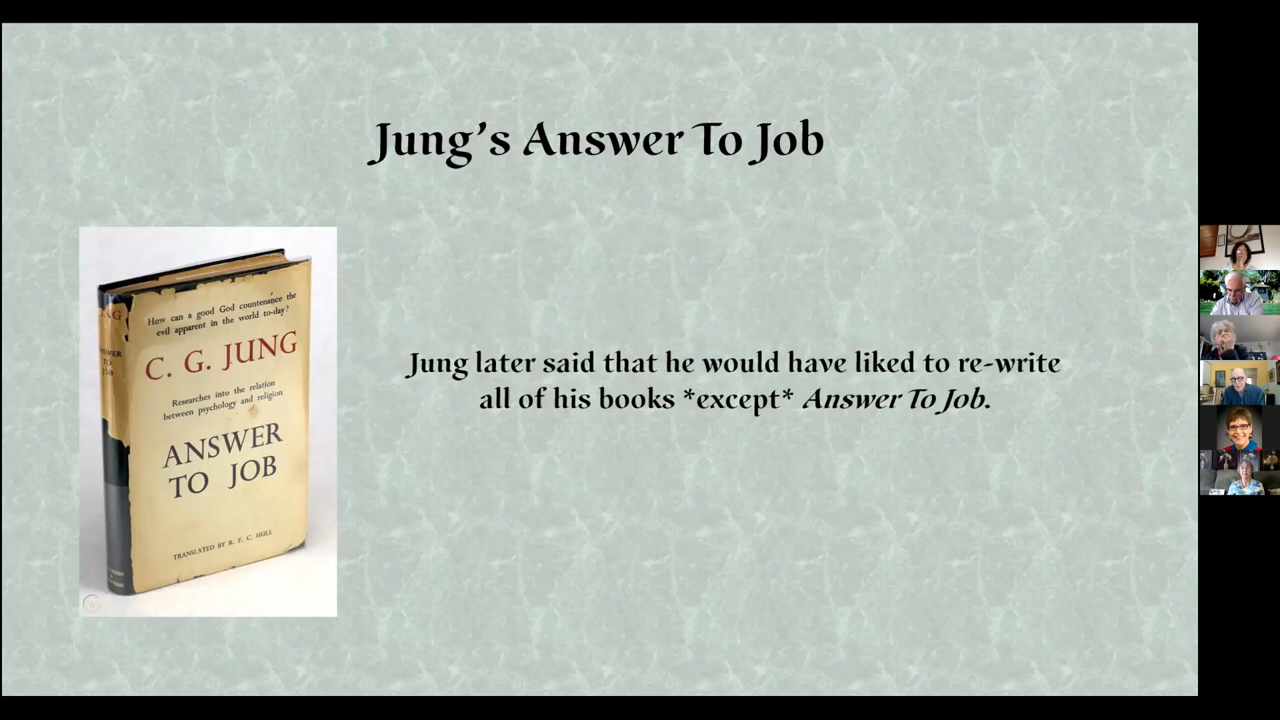 Jung's Answer To Job
How can a good God countenance the
evil apparent in the world to-day?
C. G. JUNG
Researches into the relation
between psychology and religion
ANSWER
TO JOB
TRANSLATED BY R. F. C. HULL
Jung later said that he would have liked to re-write
all of his books *except* Answer To Job.